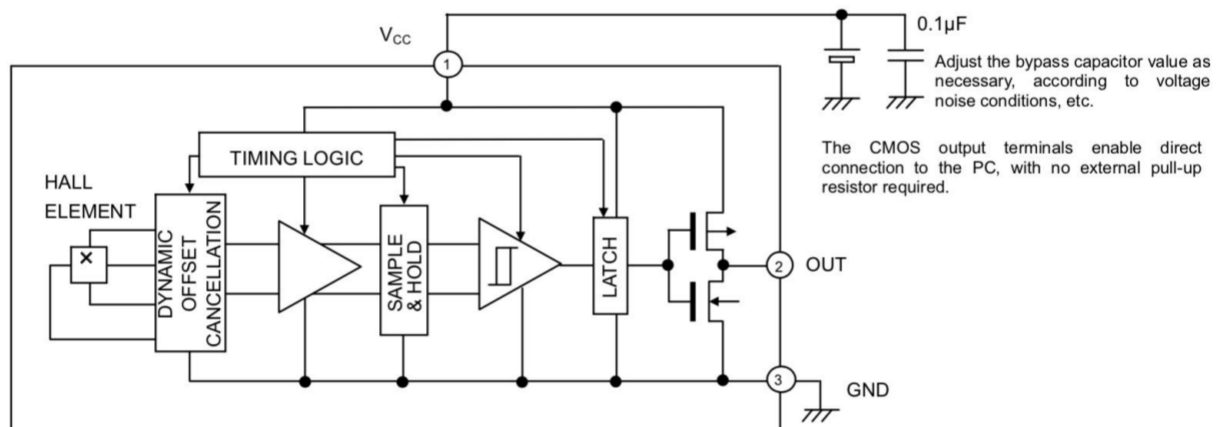 0.1µF
VCC
1
Adjust the bypass capacitor value as
necessary, according to voltage
noise conditions, etc.
The CMOS output terminals enable direct
connection to the PC, with no external pull-up
resistor required.
TIMING LOGIC
HALL
ELEMENT
×
DYNAMIC
OFFSET
CANCELLATION
SAMPLE
& HOLD
LATCH
2 OUT
3
GND